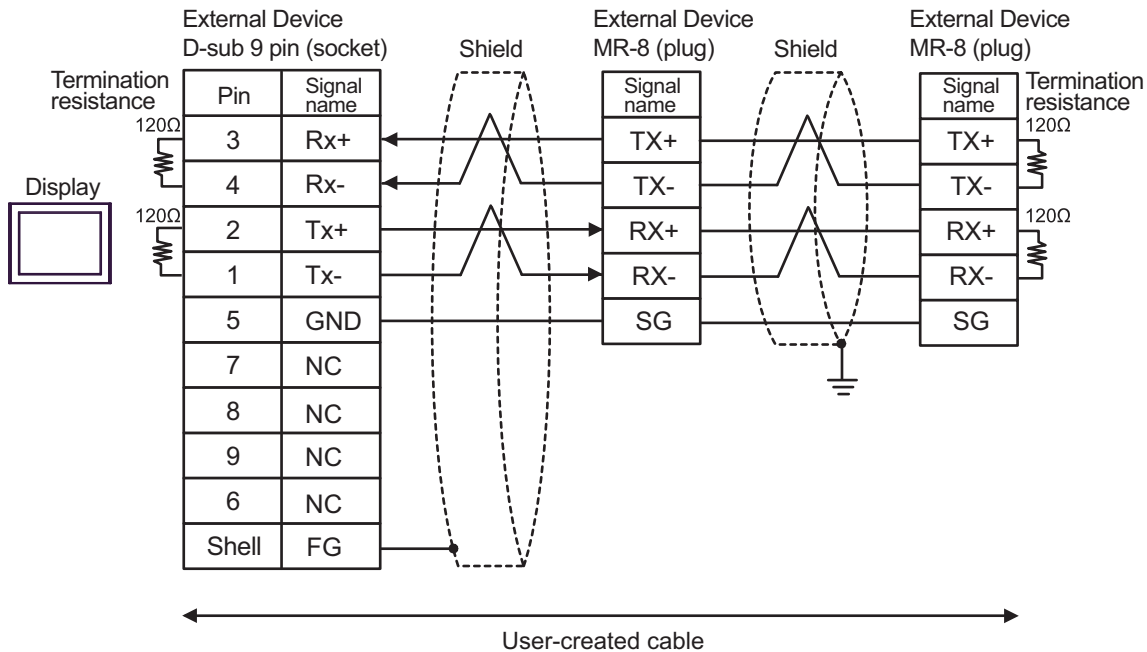 External Device
D-sub 9 pin (socket)
Shield
External Device
MR-8 (plug)
Shield
External Device
MR-8 (plug)
Termination
resistance
120Ω
120Ω
Display
Pin
Signal
name
3 Rx+
4 Rx-
2 Tx+
1 Tx-
5 GND
7 NC
8 NC
9 NC
6 NC
Shell FG
Signal
name
TX+
TX-
RX+
RX-
SG
Signal
name
TX+
TX-
RX+
RX-
SG
Termination
resistance
120Ω
120Ω
User-created cable